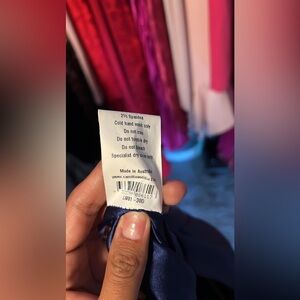 2% Spandex
Cold hand wash only
Do not iron
Do not tumble dry
Do not bleach
Specialist dry clean only
Made in Australia